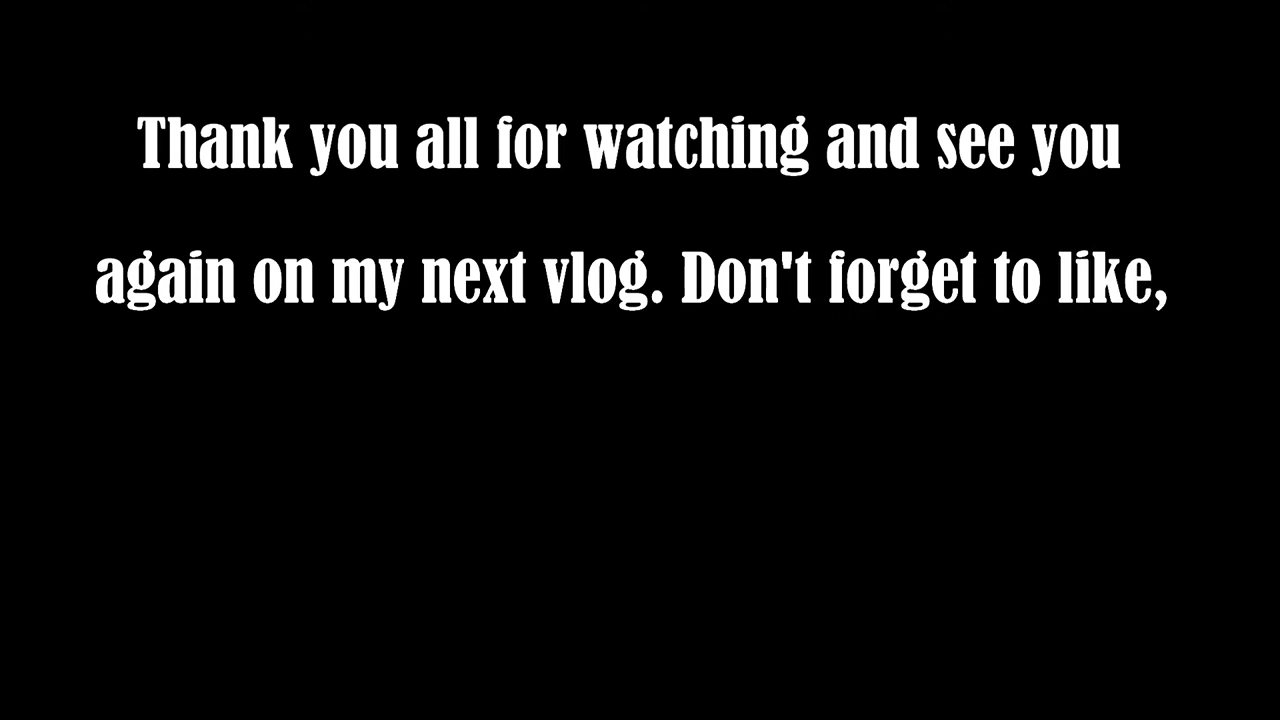 Thank you all for watching and see you
again on my next vlog. Don't forget to like,